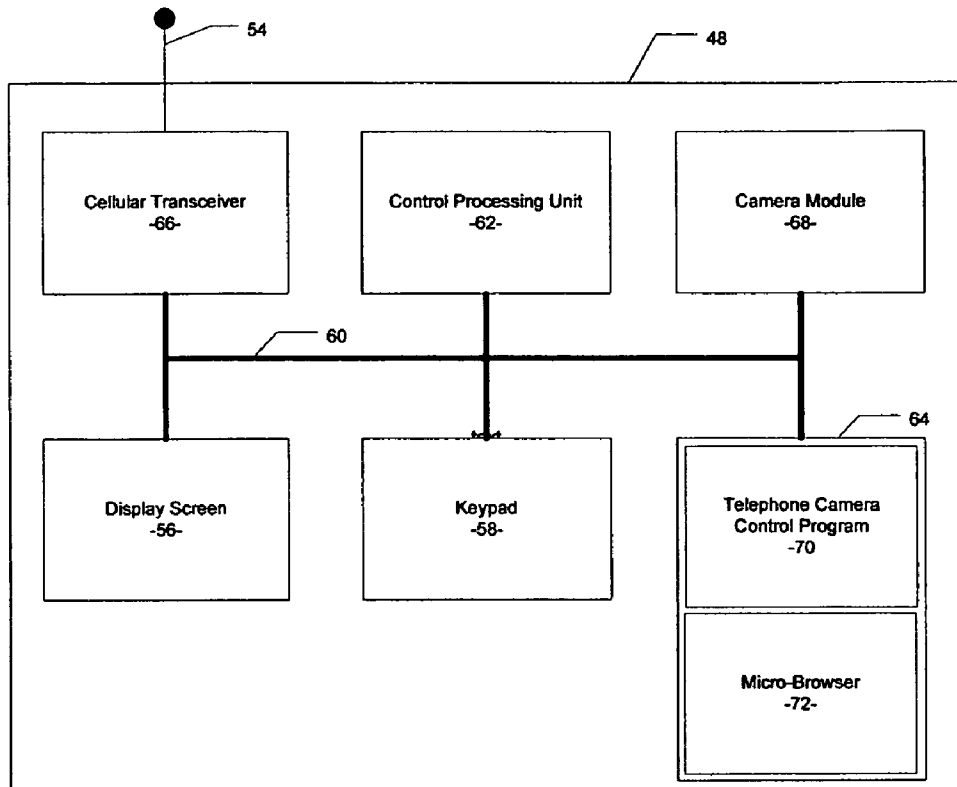 54
48
Cellular Transceiver
-66-
Control Processing Unit
-62-
Camera Module
-68-
60
64
Display Screen
-56-
Keypad
-58-
Telephone Camera
Control Program
-70
Micro-Browser
-72-